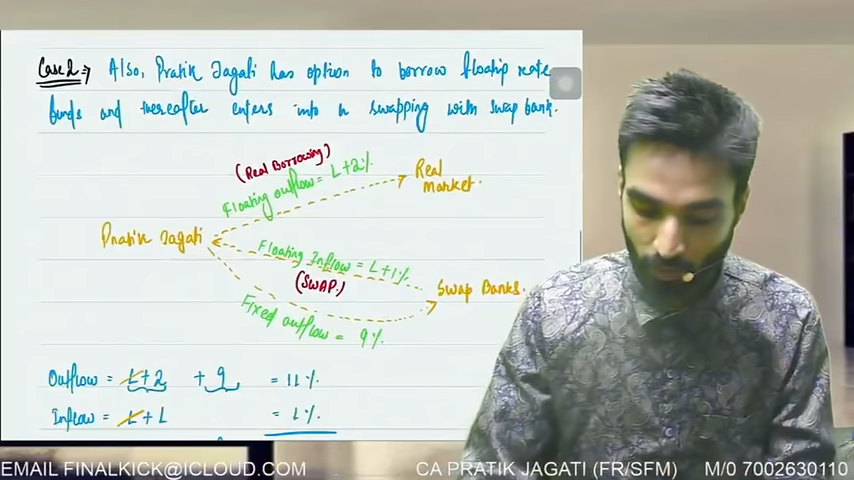 Case 2 ⇒ Also, Pratik Jagati has option to borrow floating rate
funds and thereafter enters into a swapping with swap bank.
(Real Borrowing)
Floating outflow = L+2%
Real
Market.
Pratik Jagati
Floating Inflow = L+1%
(SWAP)
Swap Banks.
Fixed outflow = 9%
Outflow = L+2 + 9 = 11%
Inflow = L+1 = 1%
EMAIL FINALKICK@ICLOUD.COM CA PRATIK JAGATI (FR/SFM) M/0 7002630110